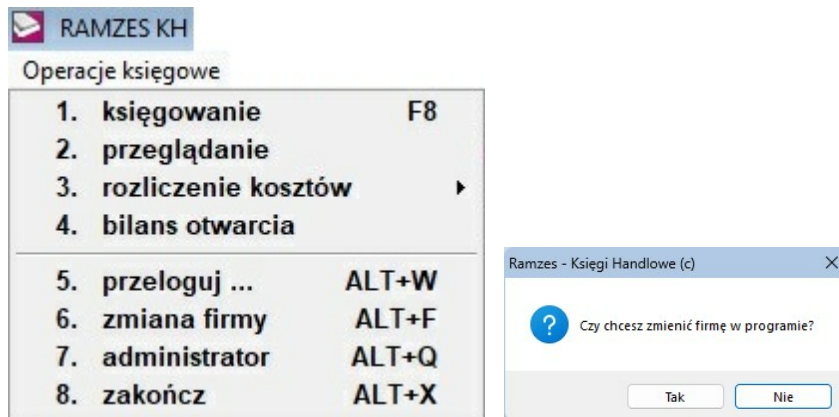 RAMZES KH
Operacje księgowe
1. księgowanie F8
2. przeglądanie
3. rozliczenie kosztów
4. bilans otwarcia
5. przeloguj ... ALT+W
6. zmiana firmy ALT+F
7. administrator ALT+Q
8. zakończ ALT+X
Ramzes - Księgi Handlowe (c)
Czy chcesz zmienić firmę w programie?
Tak Nie